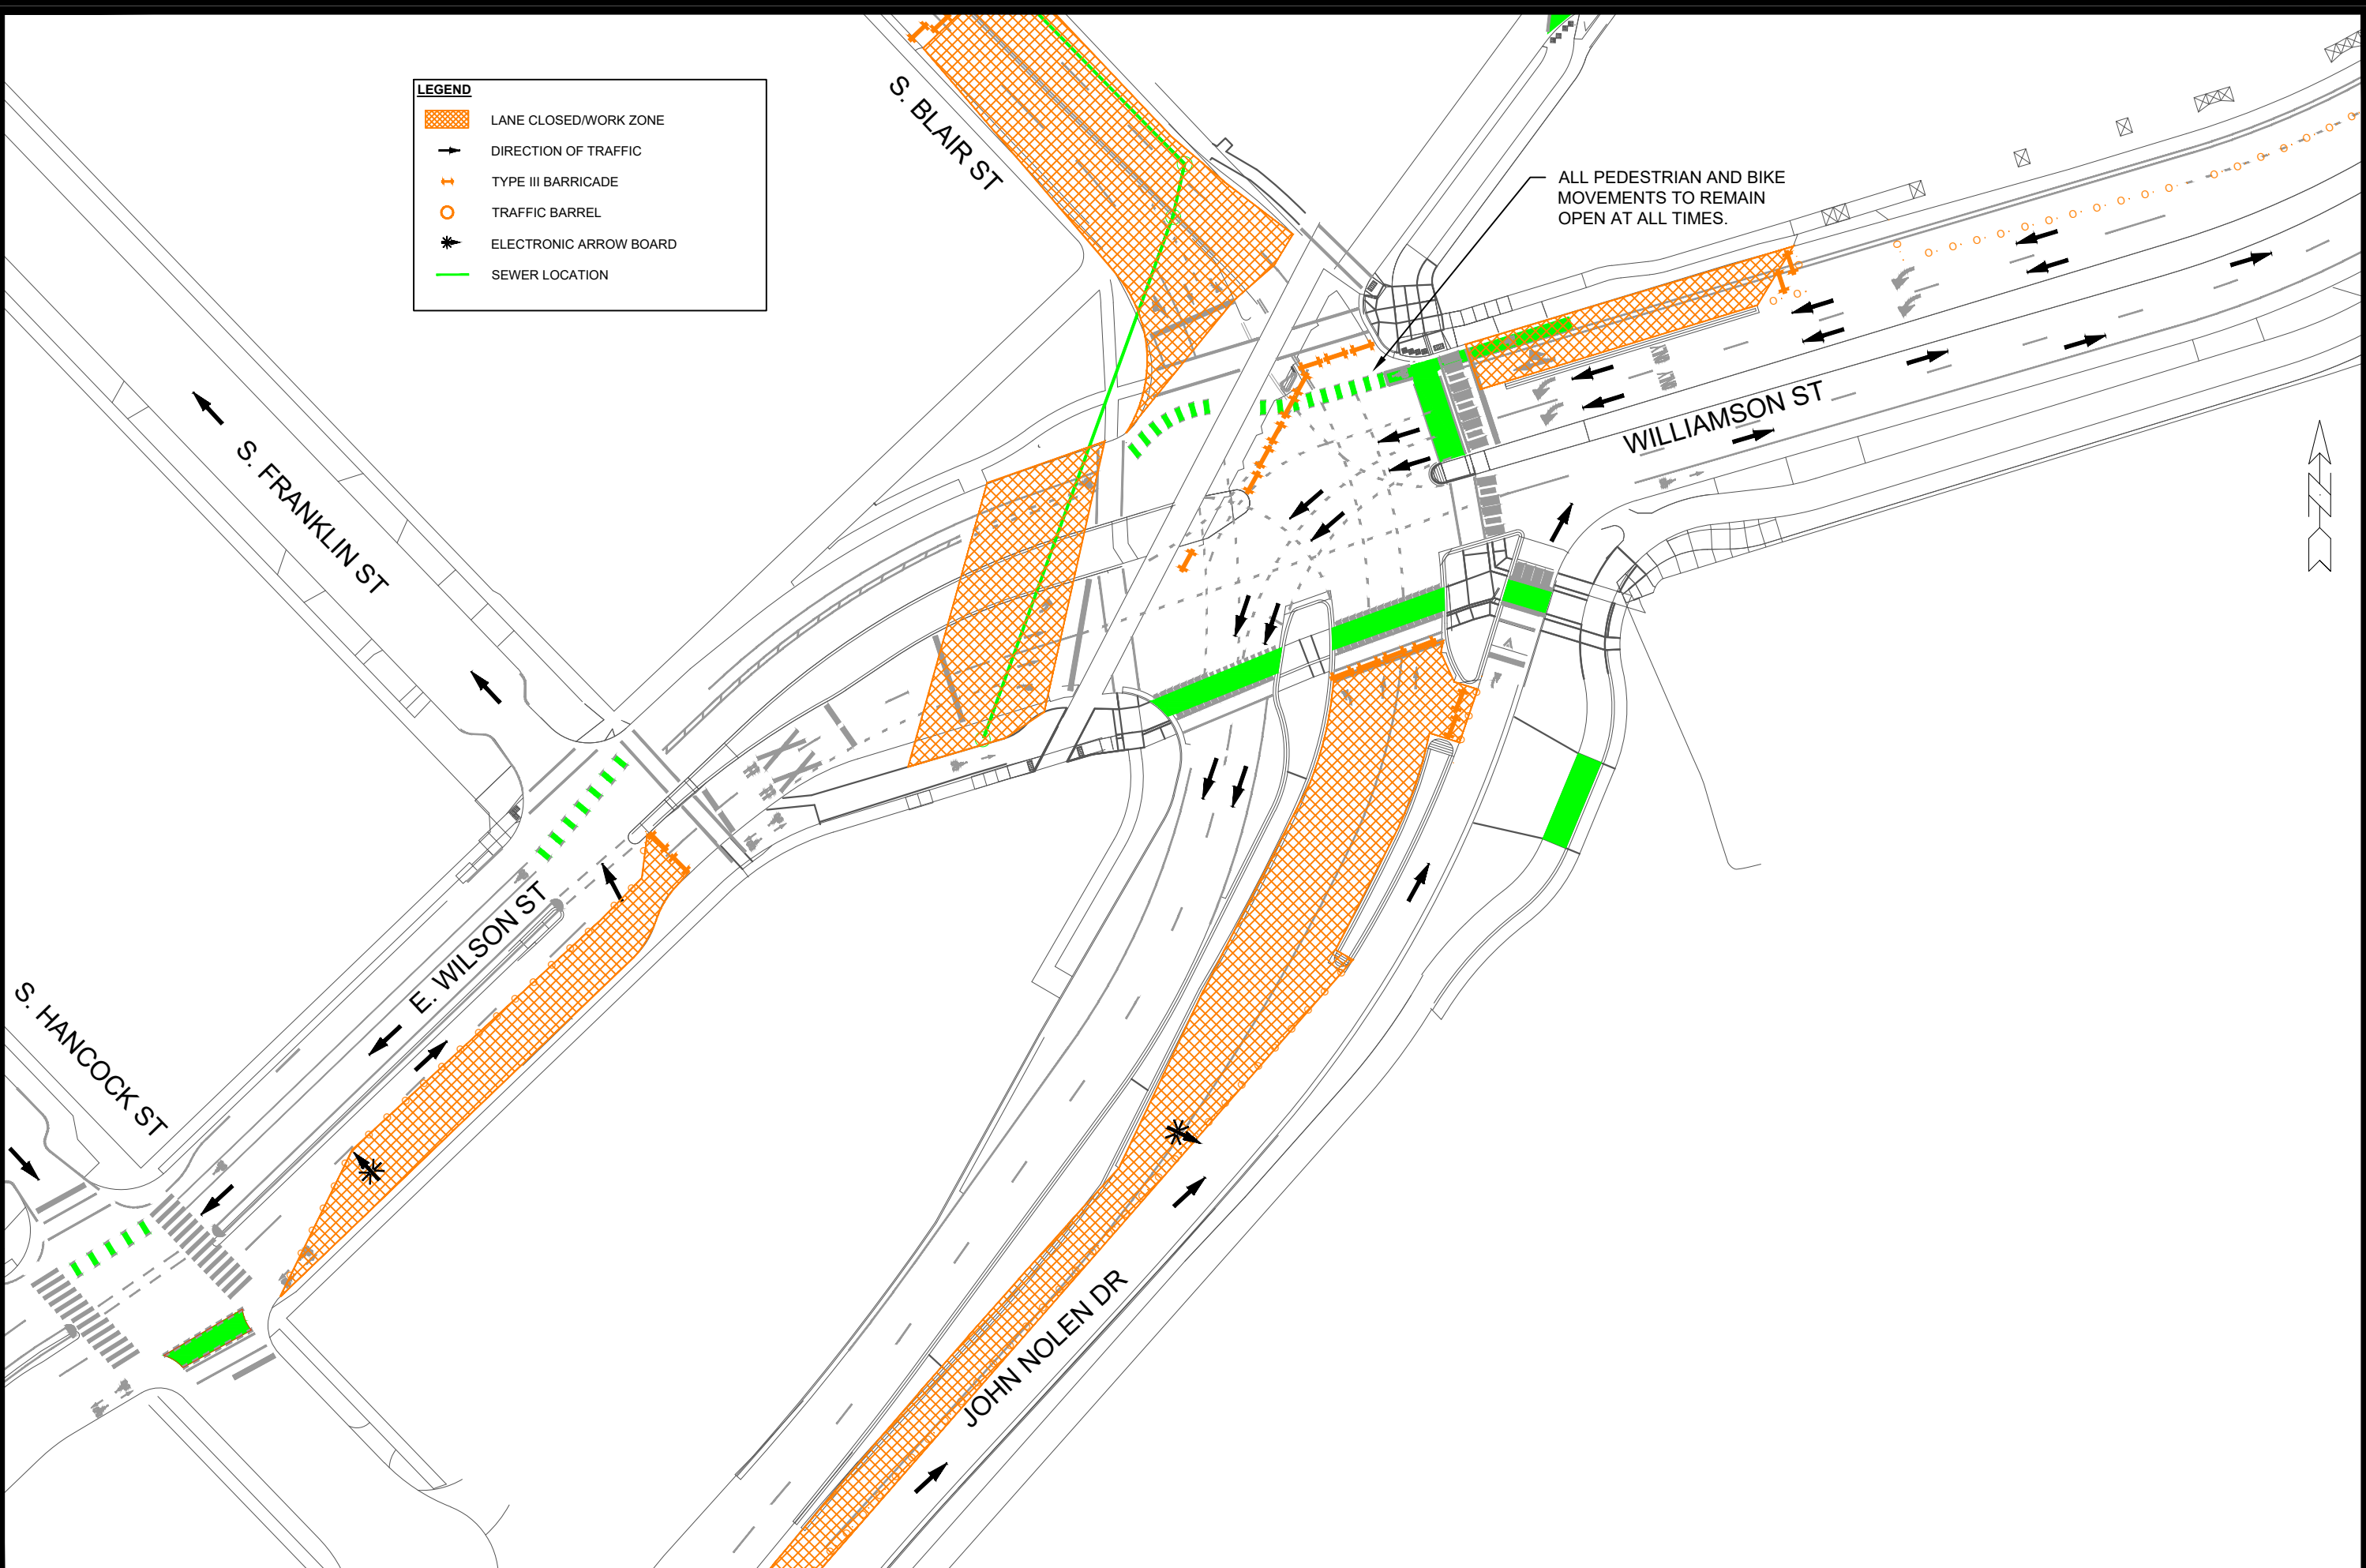 LEGEND
LANE CLOSED/WORK ZONE
DIRECTION OF TRAFFIC
TYPE III BARRICADE
TRAFFIC BARREL
ELECTRONIC ARROW BOARD
SEWER LOCATION
S. BLAIR ST
ALL PEDESTRIAN AND BIKE
MOVEMENTS TO REMAIN
OPEN AT ALL TIMES.
S. FRANKLIN ST
WILLIAMSON ST
N
E. WILSON ST
S. HANCOCK ST
JOHN NOLEN DR